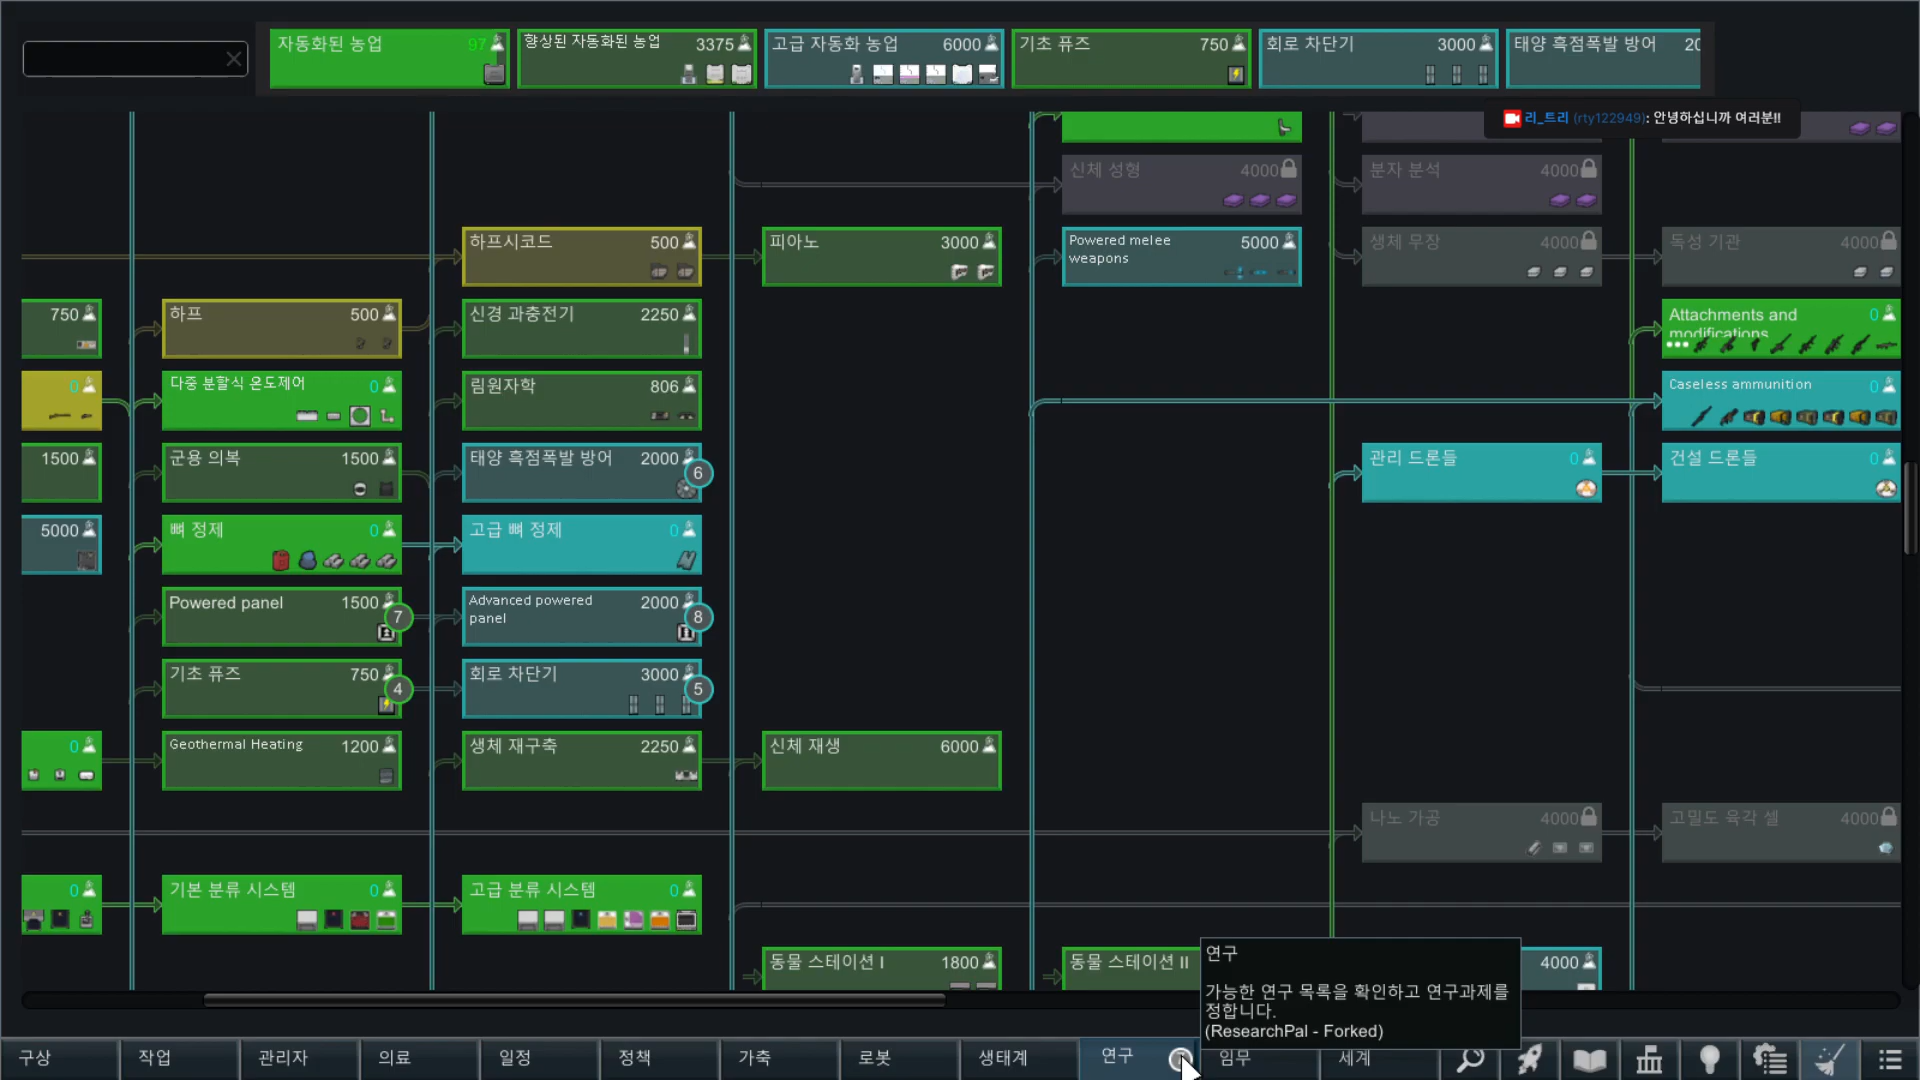 자동화된 농업 97
향상된 자동화된 농업 3375
고급 자동화 농업 6000
기초 퓨즈 750
회로 차단기 3000
태양 흑점폭발 방어 20
리_트리 (rty122949): 안녕하십니까 여러분!!
신체 성형 4000
분자 분석 4000
하프시코드 500
피아노 3000
Powered melee weapons 5000
생체 무장 4000
독성 기관 4000
750
하프 500
신경 과충전기 2250
Attachments and modifications 0
0
다중 분할식 온도제어 0
림원자학 806
Caseless ammunition 0
1500
군용 의복 1500
태양 흑점폭발 방어 2000
6
관리 드론들 0
건설 드론들 0
5000
뼈 정제 0
고급 뼈 정제 0
Powered panel 1500
7
Advanced powered panel 2000
8
기초 퓨즈 750
4
회로 차단기 3000
5
0
Geothermal Heating 1200
생체 재구축 2250
신체 재생 6000
나노 가공 4000
고밀도 육각 셀 4000
0
기본 분류 시스템 0
고급 분류 시스템 0
동물 스테이션 I 1800
동물 스테이션 II
4000
연구
가능한 연구 목록을 확인하고 연구과제를
정합니다.
(ResearchPal - Forked)
구상 작업 관리자 의료 일정 정책 가축 로봇 생태계 연구 임무 세계